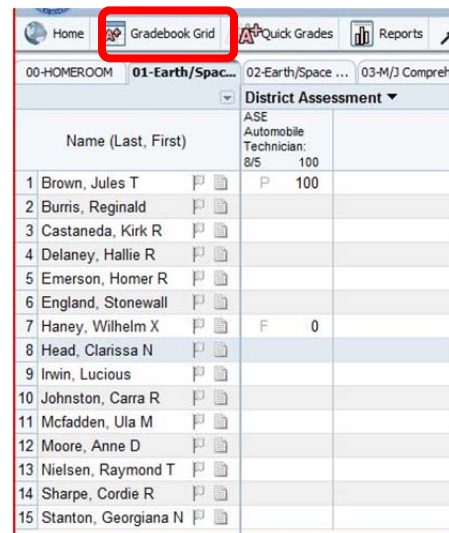 Home Gradebook Grid Quick Grades Reports
00-HOMEROOM 01-Earth/Spac... 02-Earth/Space ... 03-M/J Compreh
District Assessment
Name (Last, First)
ASE
Automobile
Technician:
8/5 100
1 Brown, Jules T P 100
2 Burris, Reginald
3 Castaneda, Kirk R
4 Delaney, Hallie R
5 Emerson, Homer R
6 England, Stonewall
7 Haney, Wilhelm X F 0
8 Head, Clarissa N
9 Irwin, Lucious
10 Johnston, Carra R
11 Mcfadden, Ula M
12 Moore, Anne D
13 Nielsen, Raymond T
14 Sharpe, Cordie R
15 Stanton, Georgiana N